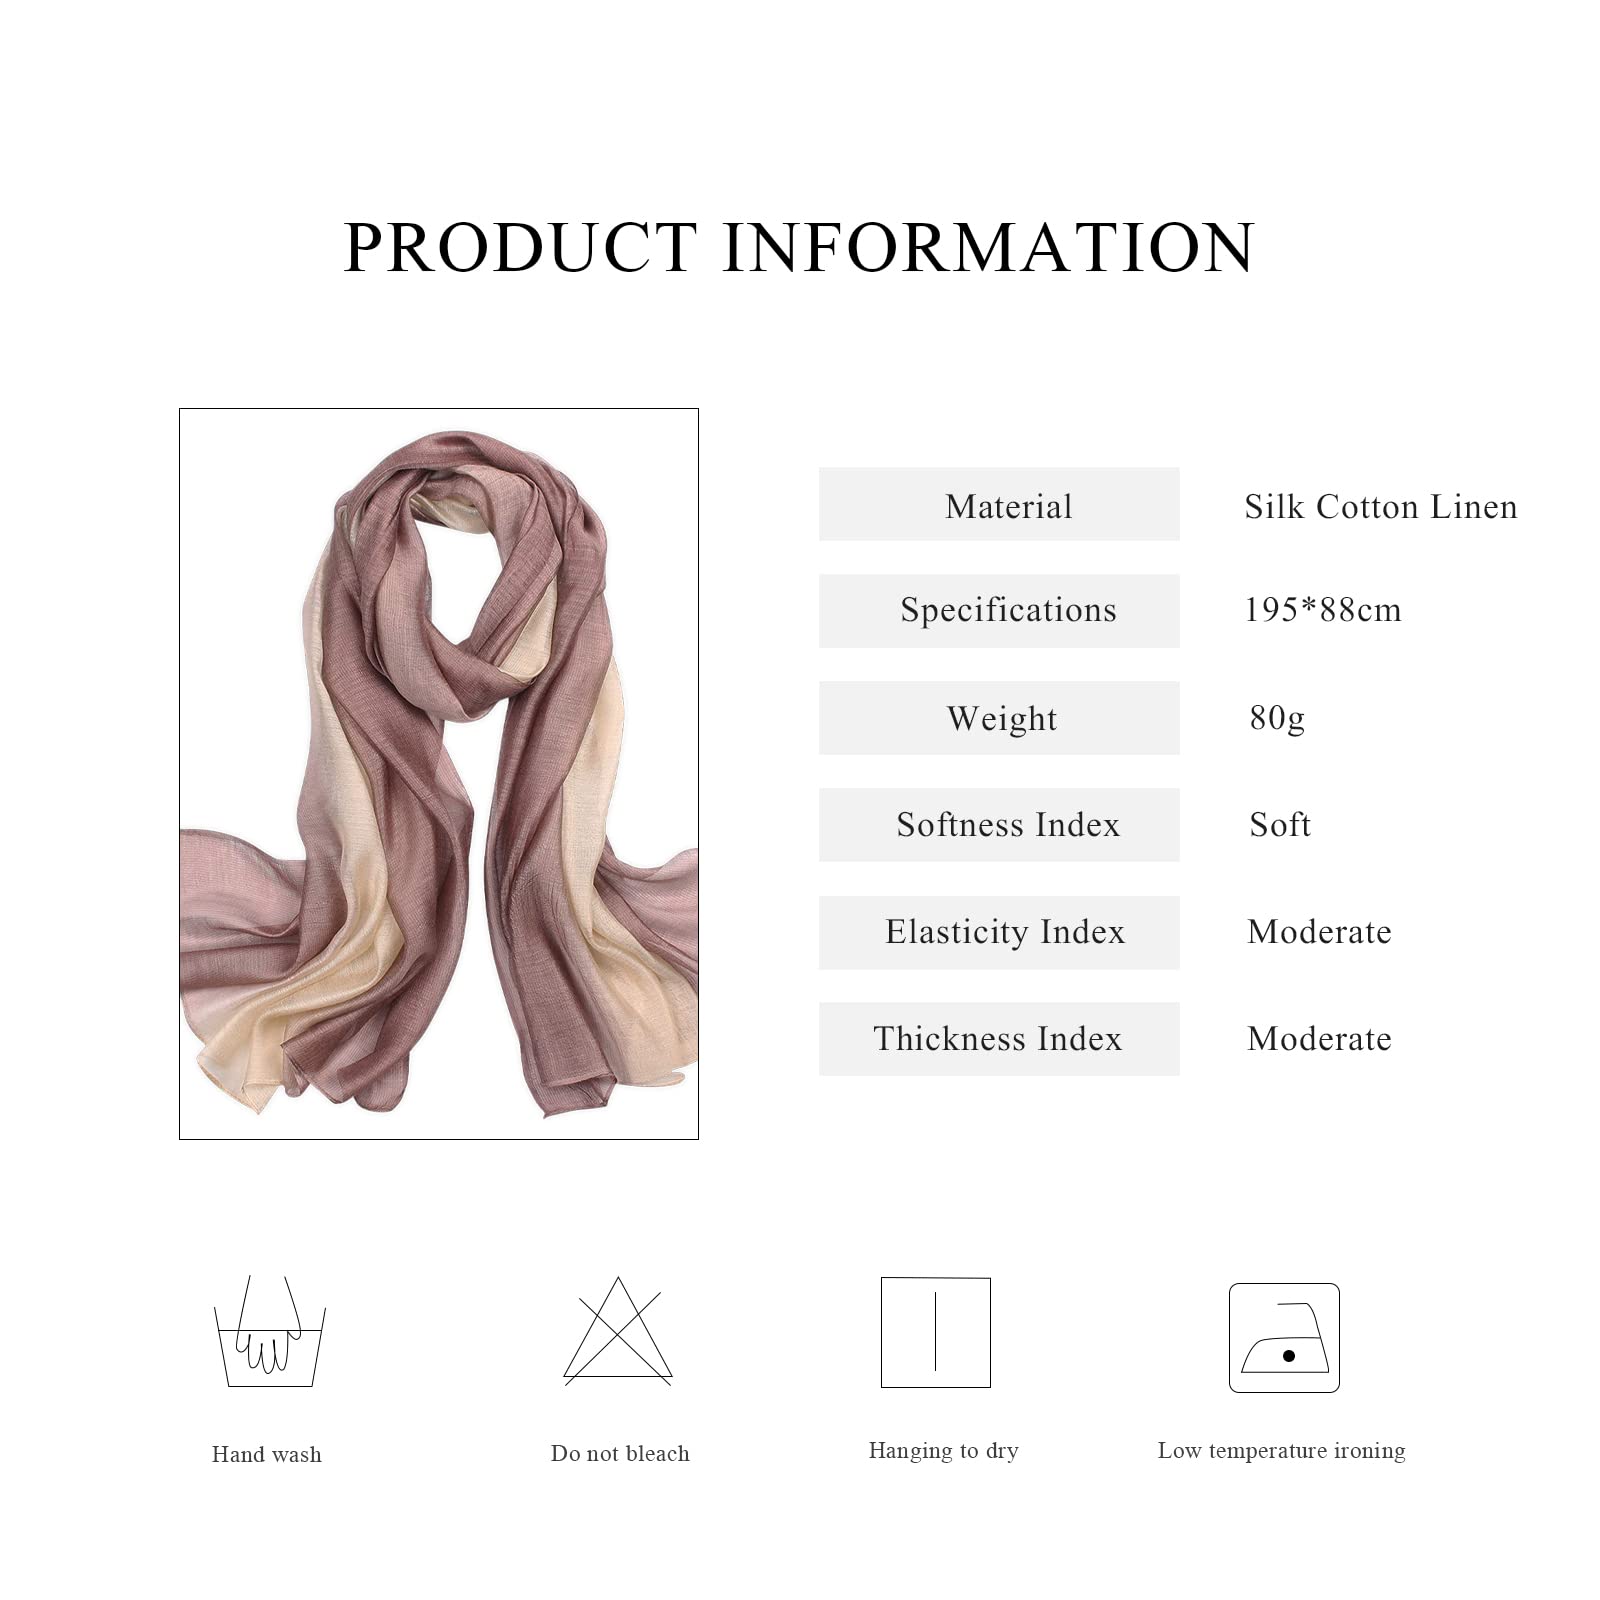 PRODUCT INFORMATION
Material
Silk Cotton Linen
Specifications
195*88cm
Weight
80g
Softness Index
Soft
Elasticity Index
Moderate
Thickness Index
Moderate
Hand wash
Do not bleach
Hanging to dry
Low temperature ironing